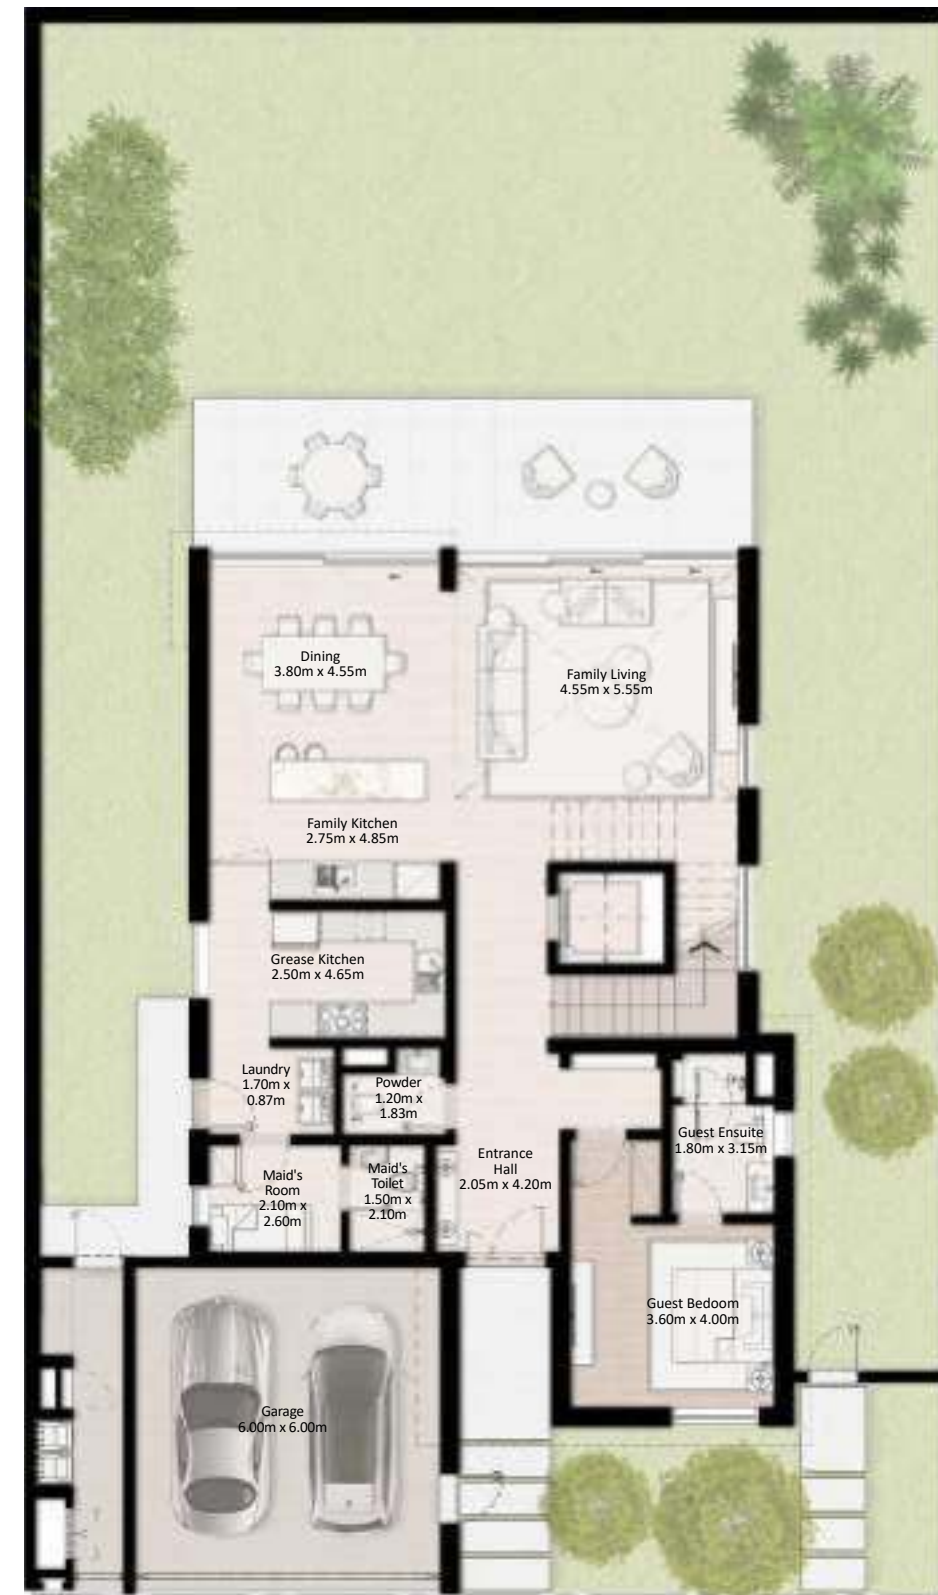 Dining
3.80m x 4.55m
Family Living
4.55m x 5.55m
Family Kitchen
2.75m x 4.85m
Grease Kitchen
2.50m x 4.65m
Laundry
1.70m x
0.87m
Powder
1.20m x
1.83m
Guest Ensuite
1.80m x 3.15m
Entrance
Hall
2.05m x 4.20m
Maid's
Toilet
1.50m x
2.10m
Maid's
Room
2.10m x
2.60m
Guest Bedoom
3.60m x 4.00m
Garage
6.00m x 6.00m